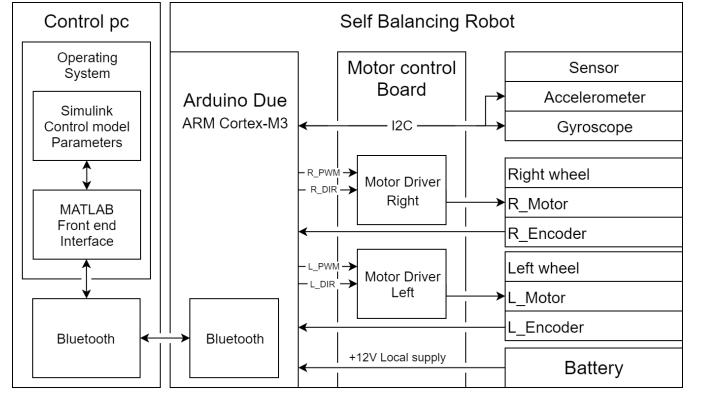 Control pc
Operating
System
Simulink
Control model
Parameters
MATLAB
Front end
Interface
Bluetooth
Self Balancing Robot
Arduino Due
ARM Cortex-M3
Bluetooth
Motor control
Board
I2C
R_PWM
R_DIR
Motor Driver
Right
L_PWM
L_DIR
Motor Driver
Left
+12V Local supply
Sensor
Accelerometer
Gyroscope
Right wheel
R_Motor
R_Encoder
Left wheel
L_Motor
L_Encoder
Battery